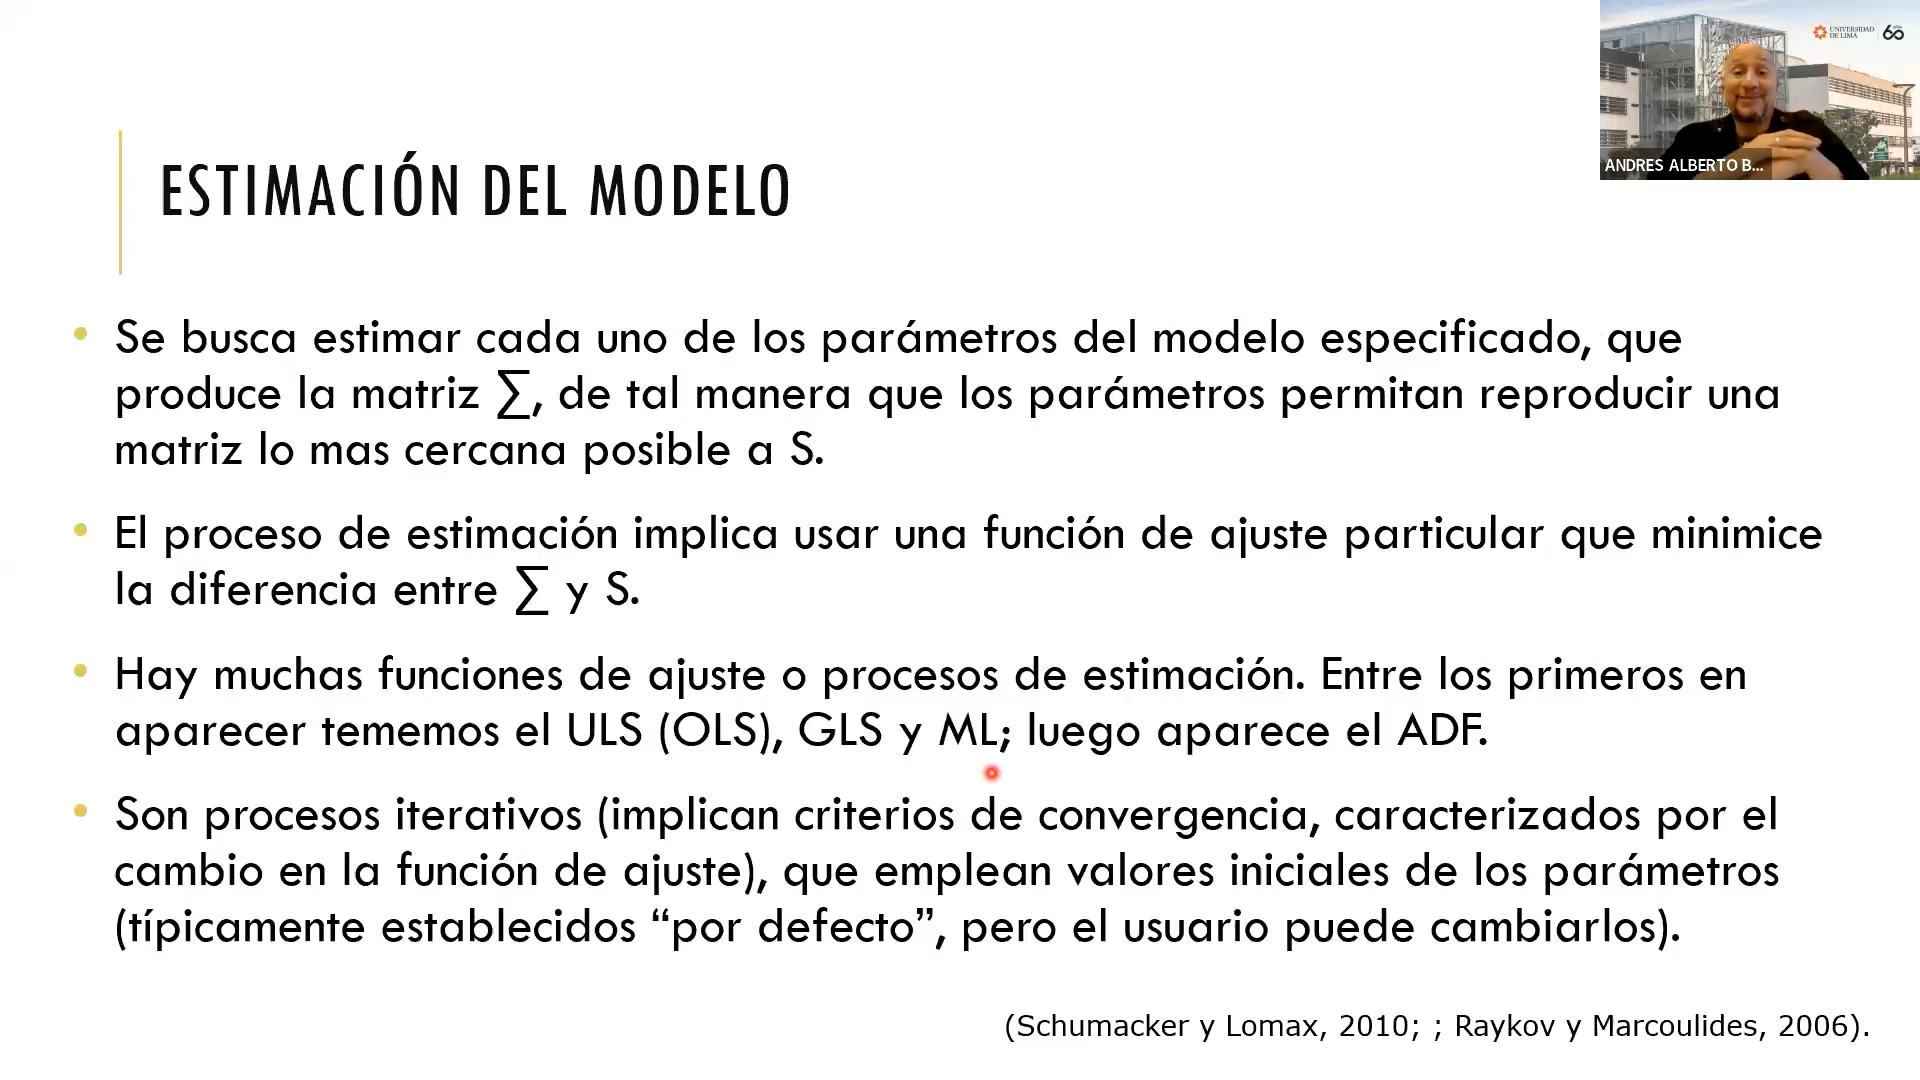 UNIVERSIDAD
DE LIMA
60
ANDRES ALBERTO B...
ESTIMACIÓN DEL MODELO
• Se busca estimar cada uno de los parámetros del modelo especificado, que
produce la matriz ∑, de tal manera que los parámetros permitan reproducir una
matriz lo mas cercana posible a S.
• El proceso de estimación implica usar una función de ajuste particular que minimice
la diferencia entre ∑ y S.
• Hay muchas funciones de ajuste o procesos de estimación. Entre los primeros en
aparecer tememos el ULS (OLS), GLS y ML; luego aparece el ADF.
• Son procesos iterativos (implican criterios de convergencia, caracterizados por el
cambio en la función de ajuste), que emplean valores iniciales de los parámetros
(típicamente establecidos “por defecto”, pero el usuario puede cambiarlos).
(Schumacker y Lomax, 2010; ; Raykov y Marcoulides, 2006).